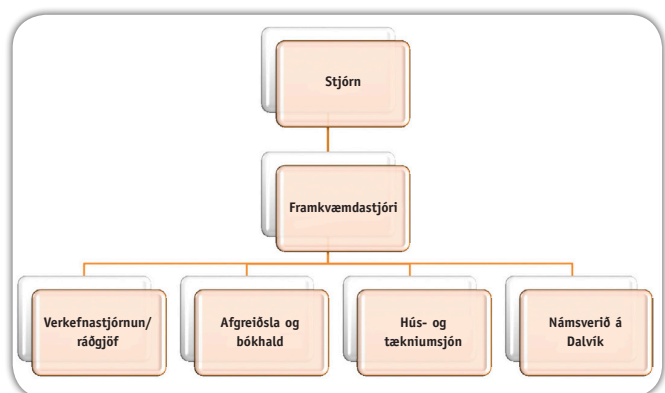 Stjórn
Framkvæmdastjóri
Verkefnastjórnun/
ráðgjöf
Afgreiðsla og
bókhald
Hús- og
tækniumsjón
Námsverið á
Dalvík